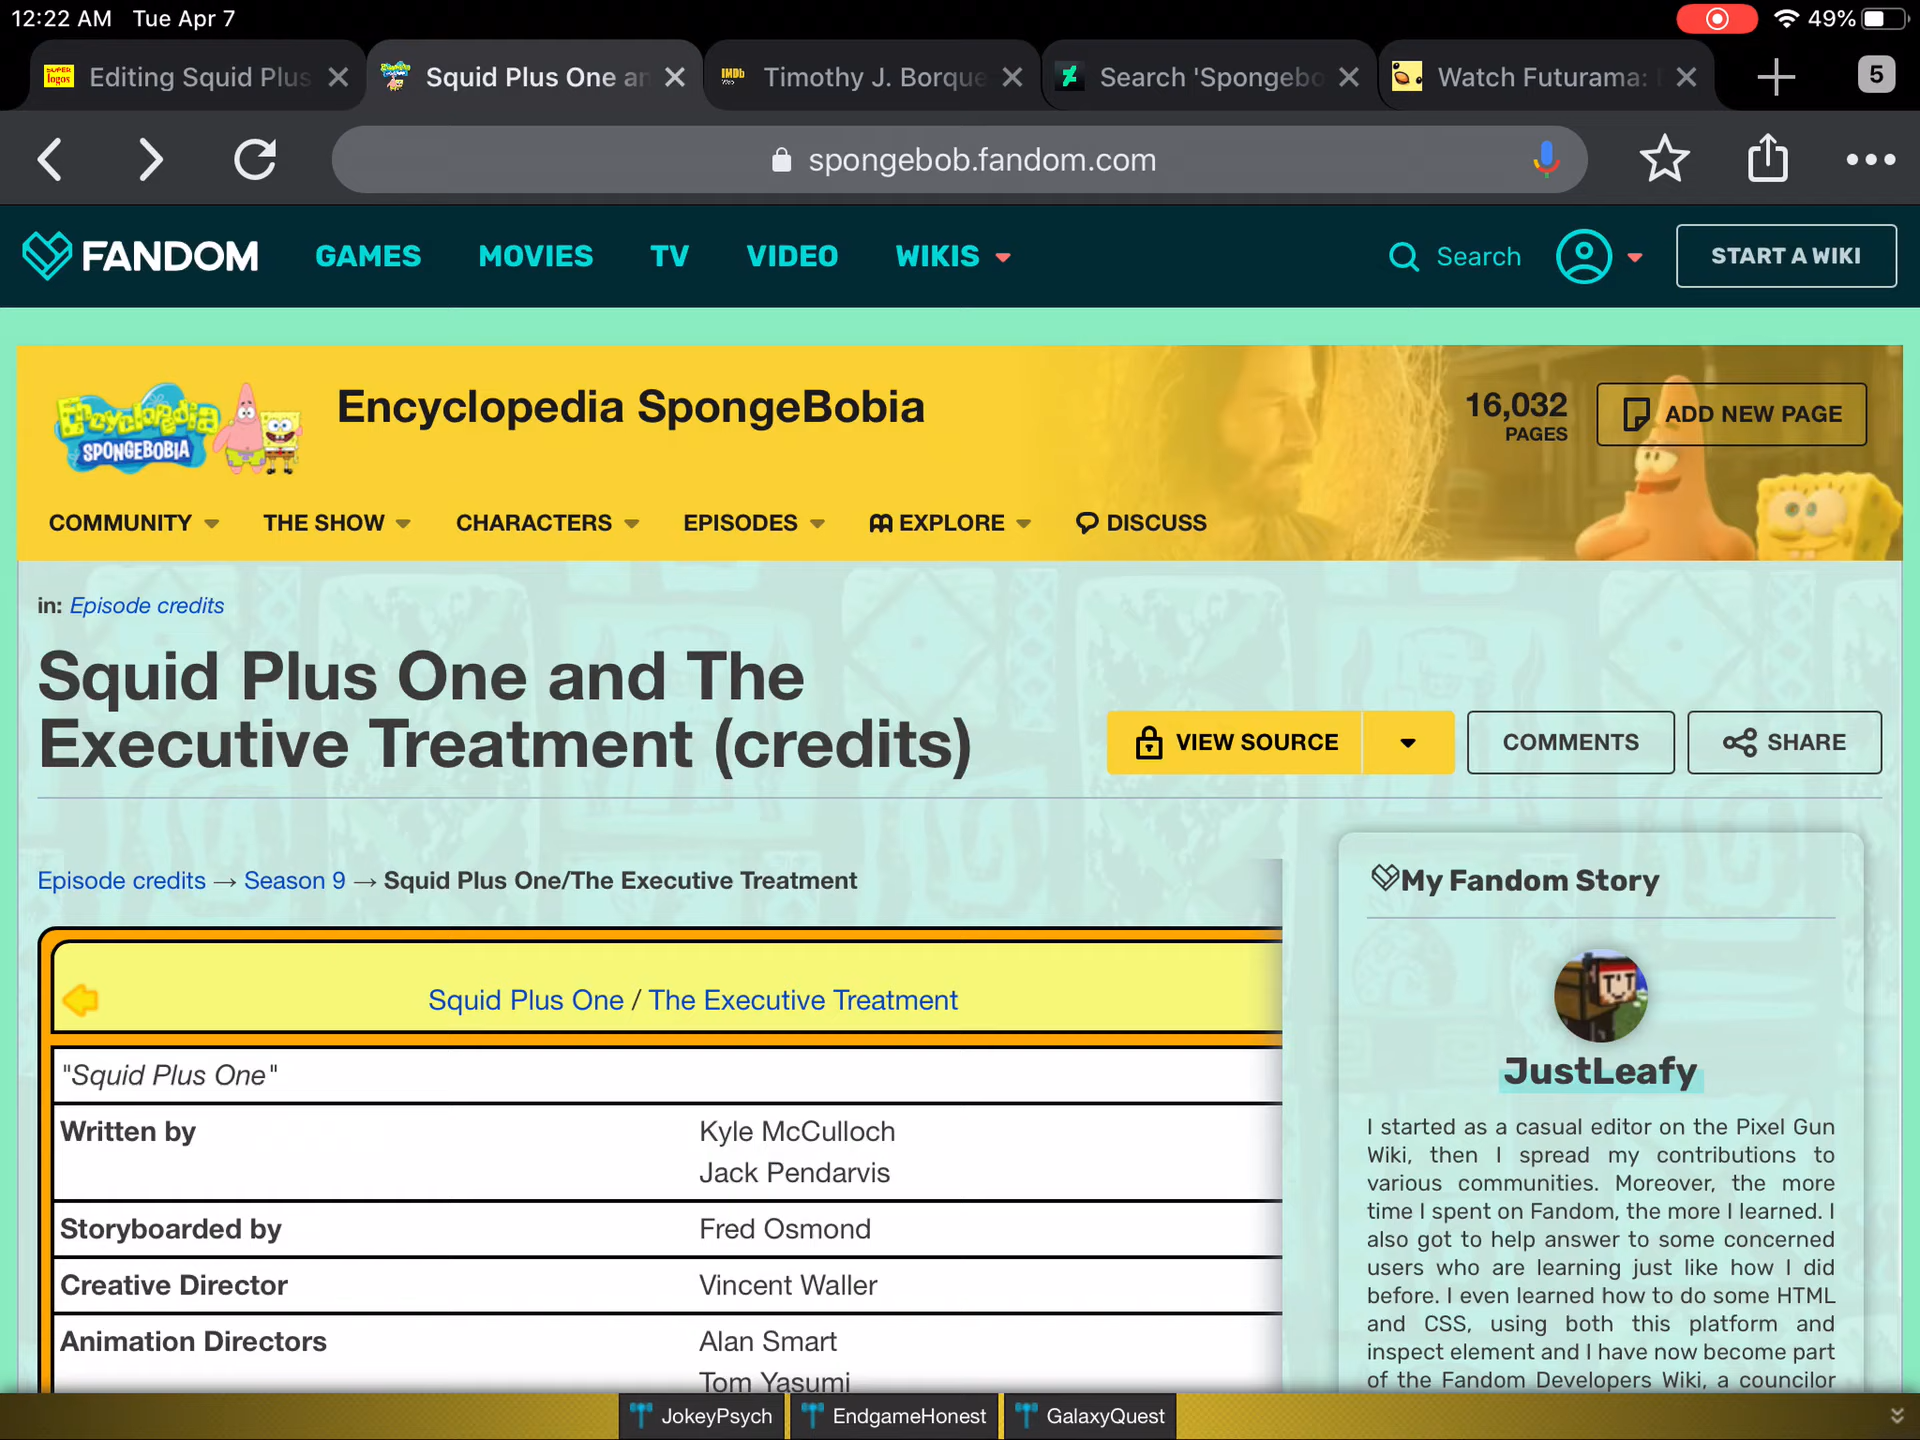 12:22 AM Tue Apr 7
49%
SUPER logos Editing Squid Plus
Squid Plus One an
IMDb Timothy J. Borque
Search 'Spongebo
Watch Futurama:
5
spongebob.fandom.com
FANDOM
GAMES
MOVIES
TV
VIDEO
WIKIS
Search
START A WIKI
Encyclopedia SPONGEBOBIA
Encyclopedia SpongeBobia
16,032
PAGES
ADD NEW PAGE
COMMUNITY
THE SHOW
CHARACTERS
EPISODES
EXPLORE
DISCUSS
in: Episode credits
Squid Plus One and The
Executive Treatment (credits)
VIEW SOURCE
COMMENTS
SHARE
Episode credits → Season 9 → Squid Plus One/The Executive Treatment
Squid Plus One / The Executive Treatment
"Squid Plus One"
Written by
Kyle McCulloch
Jack Pendarvis
Storyboarded by
Fred Osmond
Creative Director
Vincent Waller
Animation Directors
Alan Smart
Tom Yasumi
My Fandom Story
JustLeafy
I started as a casual editor on the Pixel Gun
Wiki, then I spread my contributions to
various communities. Moreover, the more
time I spent on Fandom, the more I learned. I
also got to help answer to some concerned
users who are learning just like how I did
before. I even learned how to do some HTML
and CSS, using both this platform and
inspect element and I have now become part
of the Fandom Developers Wiki, a councilor
JokeyPsych
EndgameHonest
GalaxyQuest